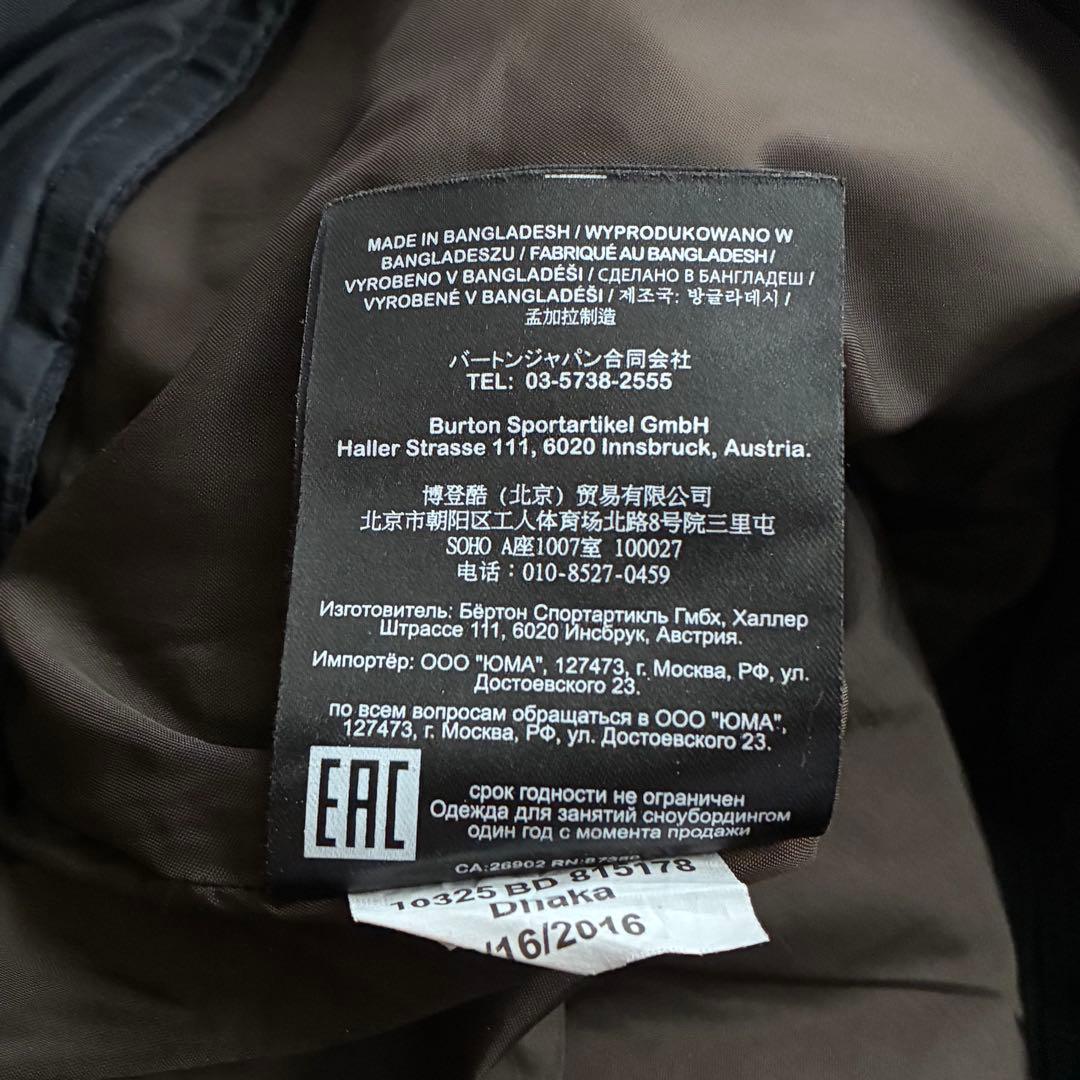 MADE IN BANGLADESH / WYPRODUKOWANO W
BANGLADESZU / FABRIQUÉ AU BANGLADESH /
VYROBENO V BANGLADÉŠI / СДЕЛАНО В БАНГЛАДЕШ /
VYROBENÉ V BANGLADÉŠI / 제조국: 방글라데시 /
孟加拉制造
バートンジャパン合同会社
TEL: 03-5738-2555
Burton Sportartikel GmbH
Haller Strasse 111, 6020 Innsbruck, Austria.
博登酷（北京）贸易有限公司
北京市朝阳区工人体育场北路8号院三里屯
SOHO A座1007室 100027
电话：010-8527-0459
Изготовитель: Бёртон Спортартикль Гмбх, Халлер
Штрассе 111, 6020 Инсбрук, Австрия.
Импортёр: ООО "ЮМА", 127473, г. Москва, РФ, ул.
Достоевского 23.
по всем вопросам обращаться в ООО "ЮМА",
127473, г. Москва, РФ, ул. Достоевского 23.
EAC
срок годности не ограничен
Одежда для занятий сноубордингом
один год с момента продажи
CA:26902
10325 BD 815178
Dhaka
/16/2016